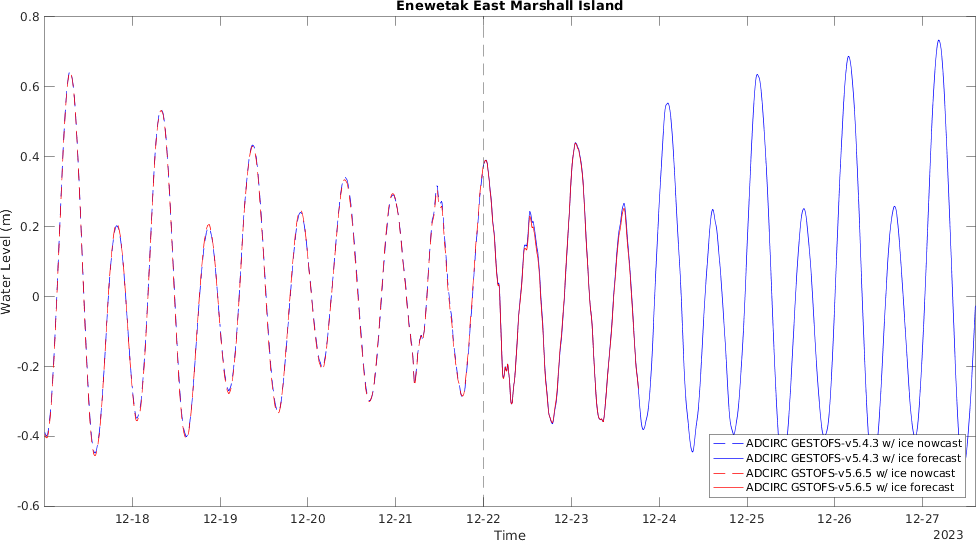 Enewetak East Marshall Island
Water Level (m)
0.8
0.6
0.4
0.2
0
-0.2
-0.4
-0.6
12-18
12-19
12-20
12-21
12-22
12-23
12-24
12-25
12-26
12-27
Time
2023
ADCIRC GESTOFS-v5.4.3 w/ ice nowcast
ADCIRC GESTOFS-v5.4.3 w/ ice forecast
ADCIRC GSTOFS-v5.6.5 w/ ice nowcast
ADCIRC GSTOFS-v5.6.5 w/ ice forecast